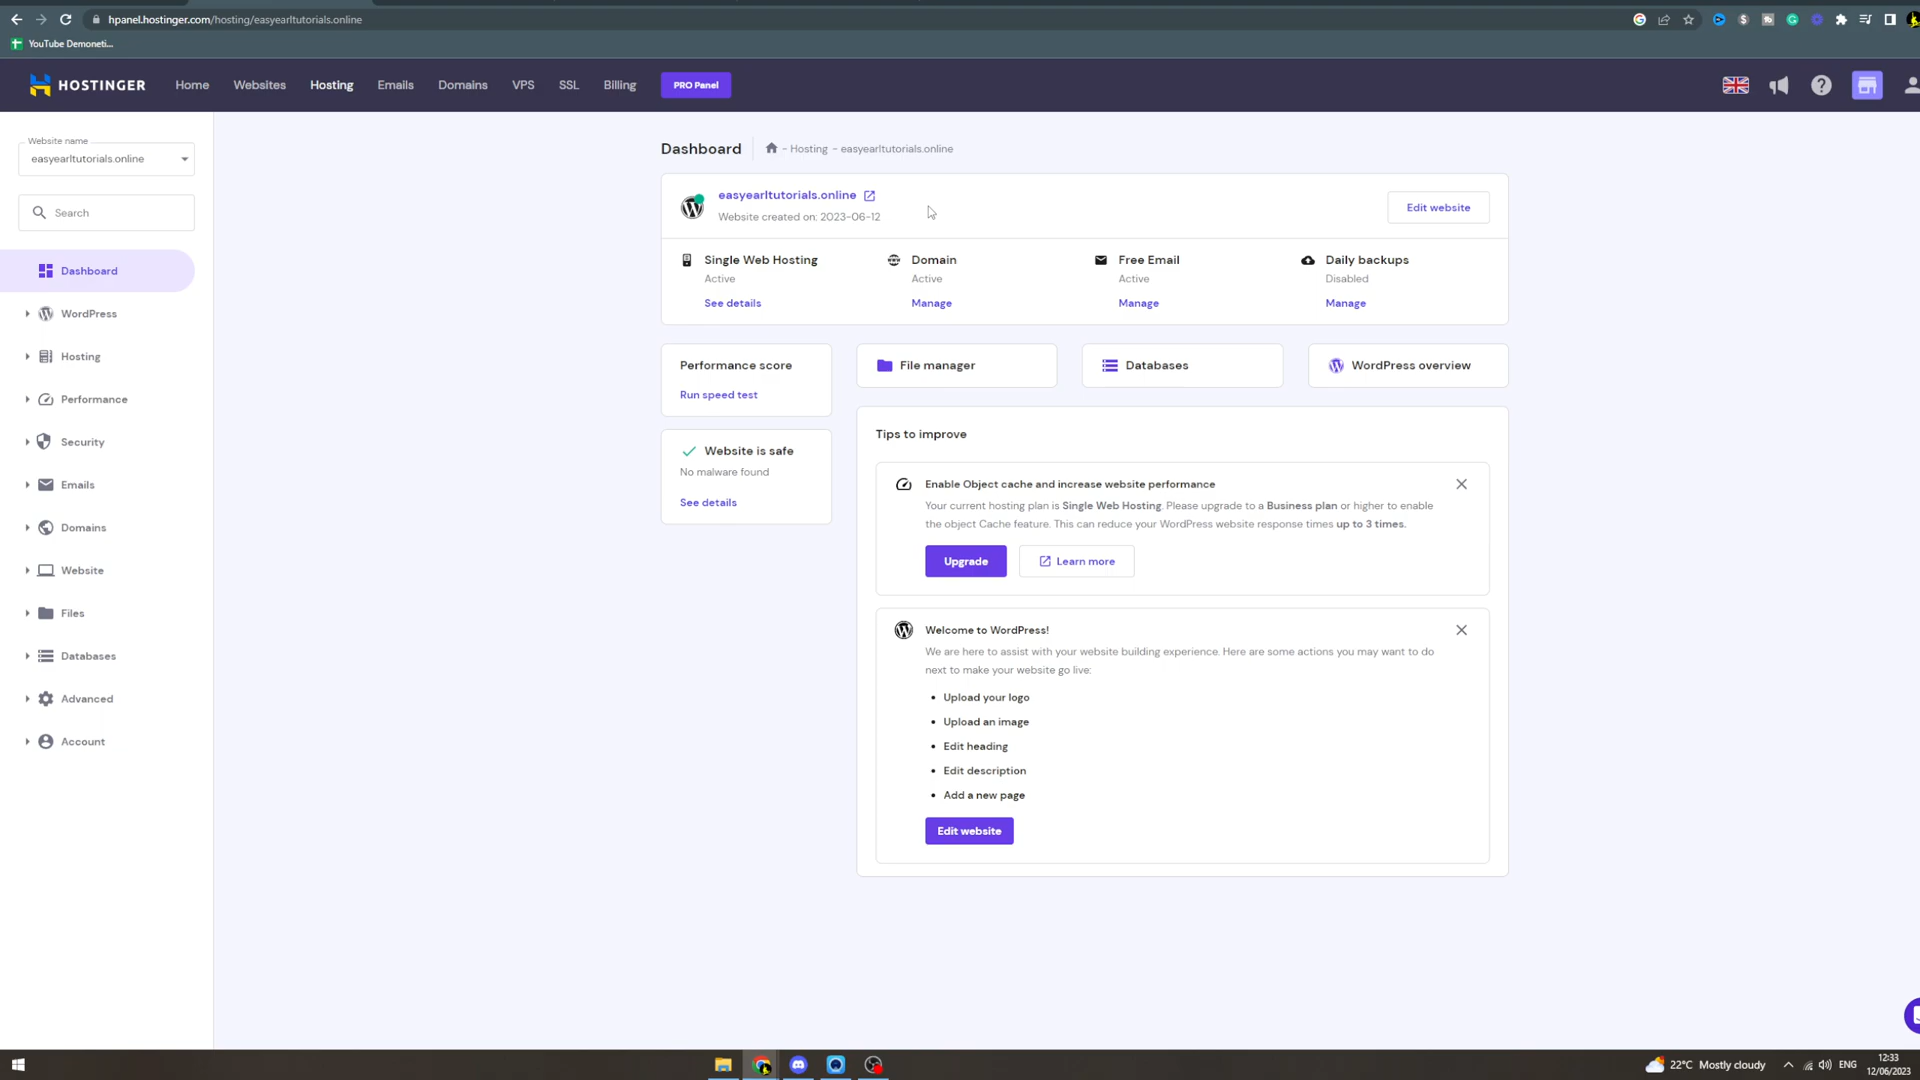 hpanel.hostinger.com/hosting/easyearltutorials.online
YouTube Demoneti...
HOSTINGER
Home
Websites
Hosting
Emails
Domains
VPS
SSL
Billing
PRO Panel
Website name
easyearltutorials.online
Search
Dashboard
WordPress
Hosting
Performance
Security
Emails
Domains
Website
Files
Databases
Advanced
Account
Dashboard
- Hosting - easyearltutorials.online
easyearltutorials.online
Website created on: 2023-06-12
Edit website
Single Web Hosting
Active
See details
Domain
Active
Manage
Free Email
Active
Manage
Daily backups
Disabled
Manage
Performance score
Run speed test
File manager
Databases
WordPress overview
Website is safe
No malware found
See details
Tips to improve
Enable Object cache and increase website performance
Your current hosting plan is Single Web Hosting. Please upgrade to a Business plan or higher to enable
the object Cache feature. This can reduce your WordPress website response times up to 3 times.
Upgrade
Learn more
Welcome to WordPress!
We are here to assist with your website building experience. Here are some actions you may want to do
next to make your website go live:
• Upload your logo
• Upload an image
• Edit heading
• Edit description
• Add a new page
Edit website
22°C Mostly cloudy
ENG
12:33
12/06/2023